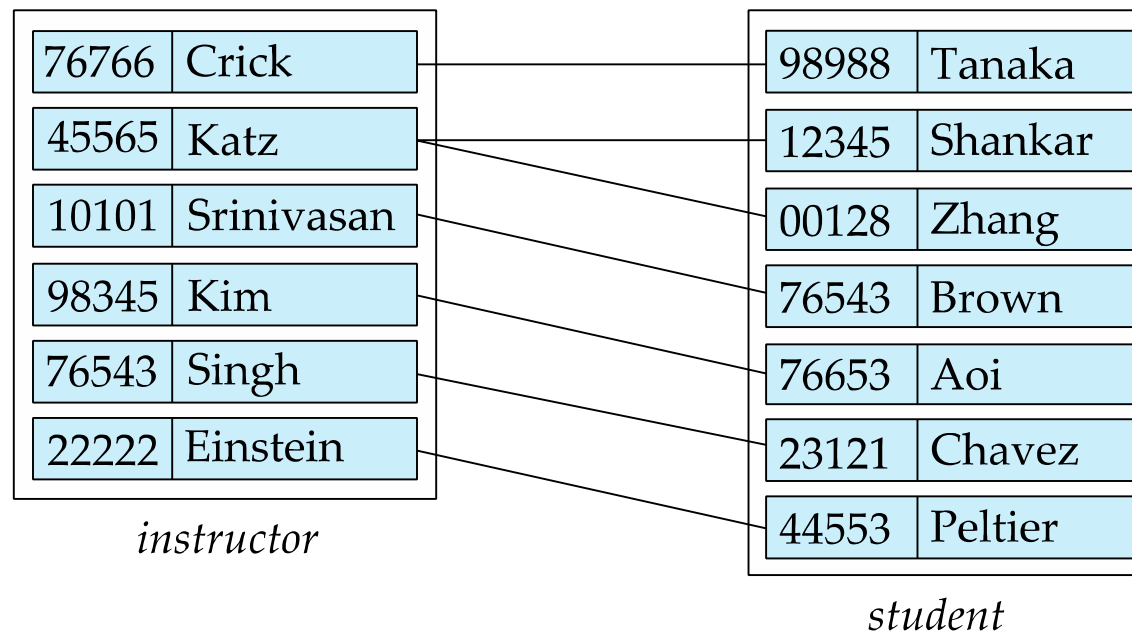 76766 Crick
45565 Katz
10101 Srinivasan
98345 Kim
76543 Singh
22222 Einstein
instructor
98988 Tanaka
12345 Shankar
00128 Zhang
76543 Brown
76653 Aoi
23121 Chavez
44553 Peltier
student